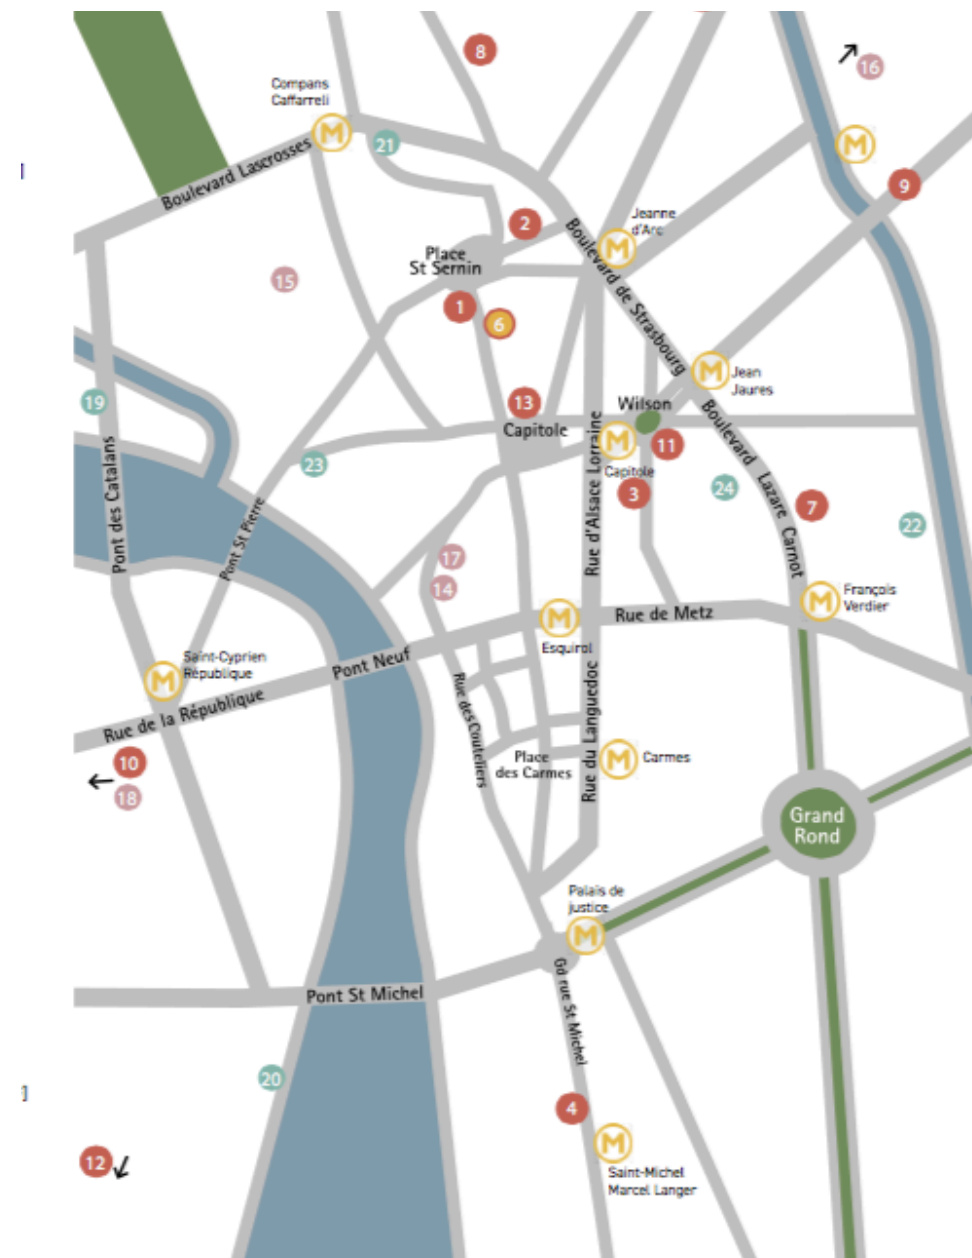 8
16
Compans
Caffarreli
M
21
M
Boulevard Lascrosses
9
2
Jeanne
d'Arc
M
Place
St Sernin
15
Boulevard de Strasbourg
1
6
M
Jean
Jaures
19
13
Wilson
Capitole
M
11
Capitole
Boulevard Lazare Carnot
23
3
24
7
22
Pont des Catalans
Pont St Pierre
Rue d'Alsace Lorraine
17
14
François
Verdier
M
M
Rue de Metz
Esquirol
Saint-Cyprien
République
M
Pont Neuf
Rue de la République
Rue des Couteliers
Rue du Languedoc
10
18
Place
des Carmes
M
Carmes
Grand
Rond
Palais de
justice
M
Pont St Michel
Gd rue St Michel
20
4
M
12
Saint-Michel
Marcel Langer